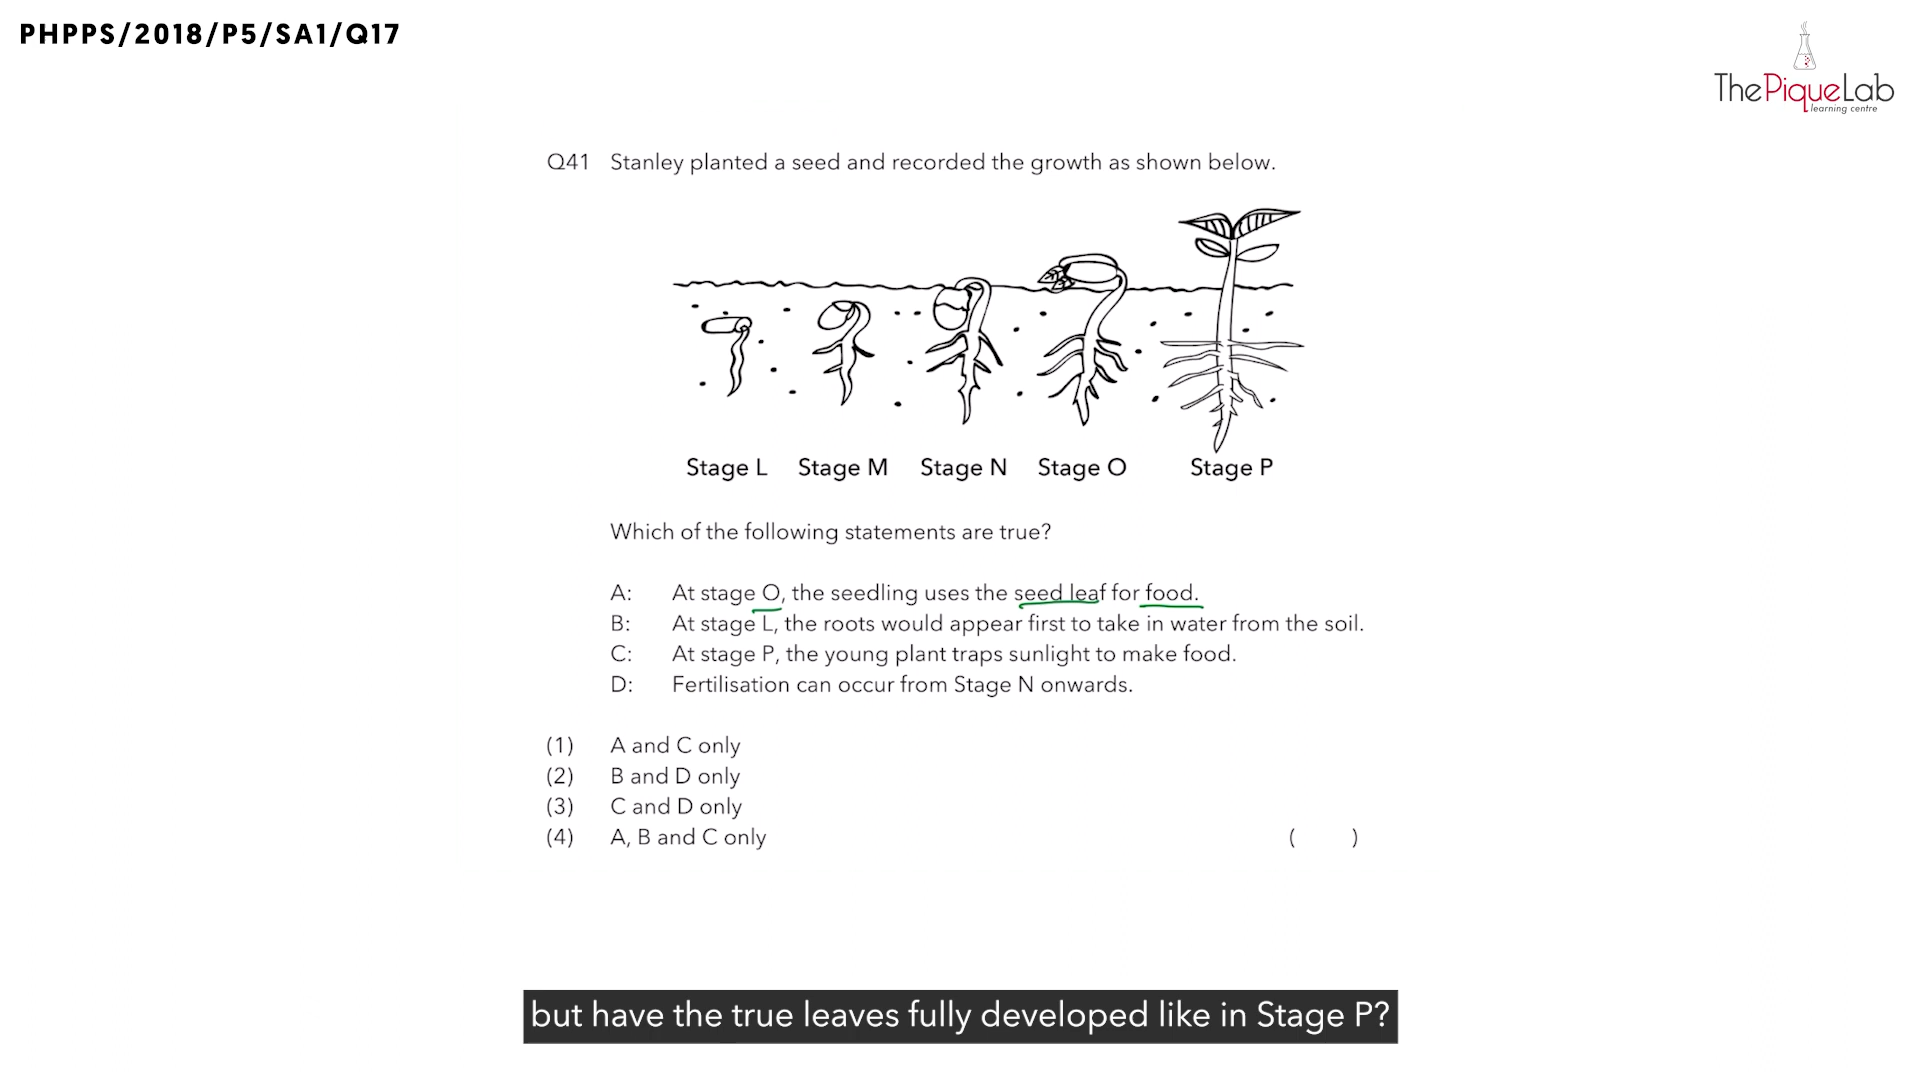 PHPPS/2018/P5/SA1/Q17
ThePiqueLab
learning centre
Q41 Stanley planted a seed and recorded the growth as shown below.
Stage L Stage M Stage N Stage O Stage P
Which of the following statements are true?
A: At stage O, the seedling uses the seed leaf for food.
B: At stage L, the roots would appear first to take in water from the soil.
C: At stage P, the young plant traps sunlight to make food.
D: Fertilisation can occur from Stage N onwards.
(1) A and C only
(2) B and D only
(3) C and D only
(4) A, B and C only ( )
but have the true leaves fully developed like in Stage P?